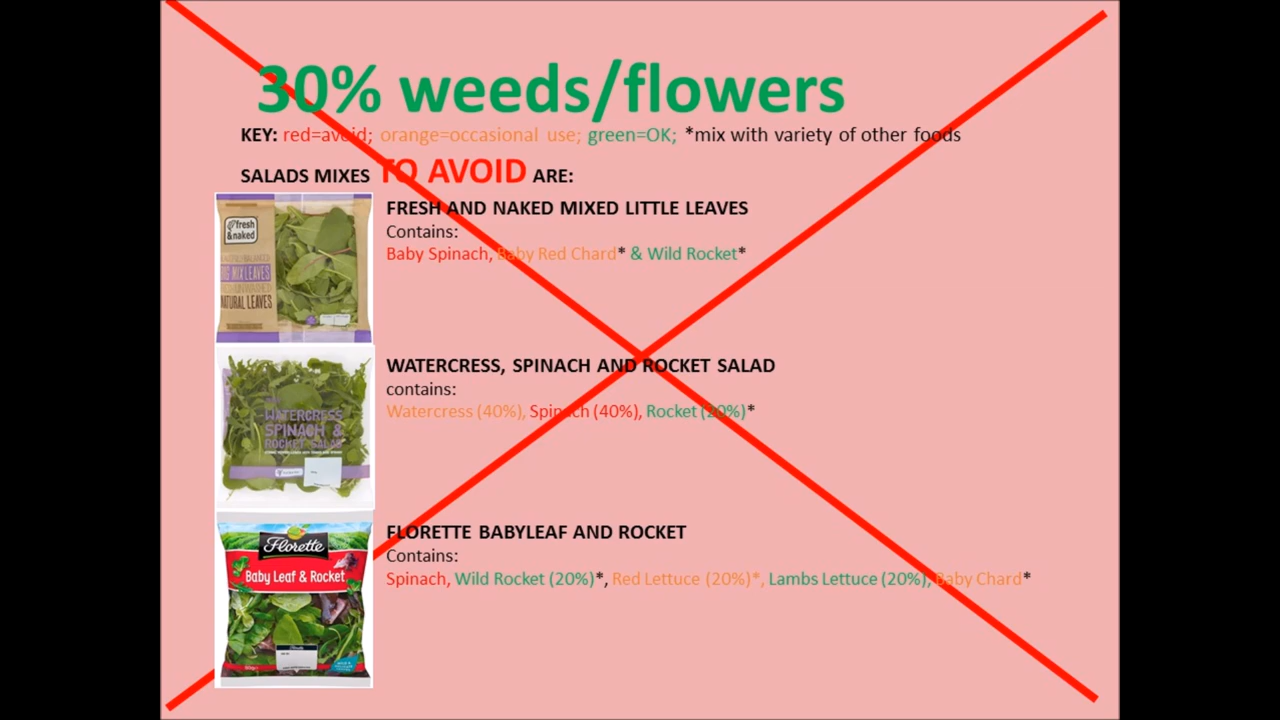 30% weeds/flowers
KEY: red=avoid; orange=occasional use; green=OK; *mix with variety of other foods
SALADS MIXES TO AVOID ARE:
FRESH AND NAKED MIXED LITTLE LEAVES
Contains:
Baby Spinach, Baby Red Chard* & Wild Rocket*
fresh
&naked
NATURAL LEAVES
WATERCRESS, SPINACH AND ROCKET SALAD
contains:
Watercress (40%), Spinach (40%), Rocket (20%)*
WATERCRESS
SPINACH &
ROCKET SALAD
FLORETTE BABYLEAF AND ROCKET
Contains:
Spinach, Wild Rocket (20%)*, Red Lettuce (20%)*, Lambs Lettuce (20%), Baby Chard*
Florette
Baby Leaf & Rocket